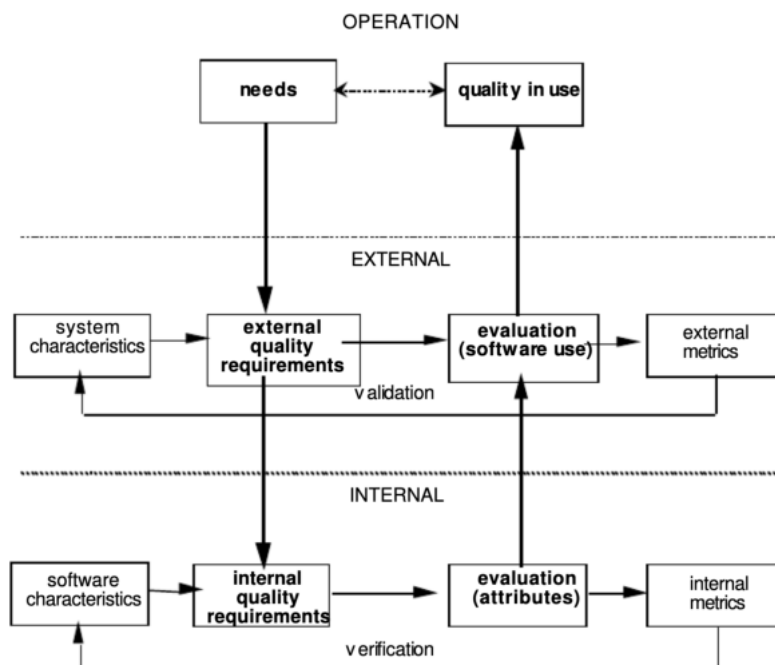 OPERATION
needs
quality in use
EXTERNAL
system
characteristics
external
quality
requirements
evaluation
(software use)
external
metrics
validation
INTERNAL
software
characteristics
internal
quality
requirements
evaluation
(attributes)
internal
metrics
verification